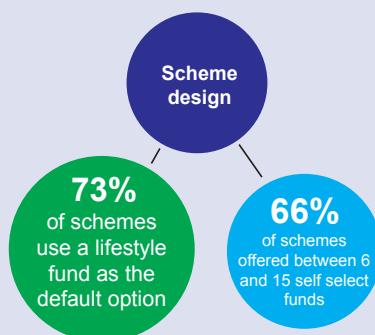 Scheme
design
73%
of schemes
use a lifestyle
fund as the
default option
66%
of schemes
offered between 6
and 15 self select
funds